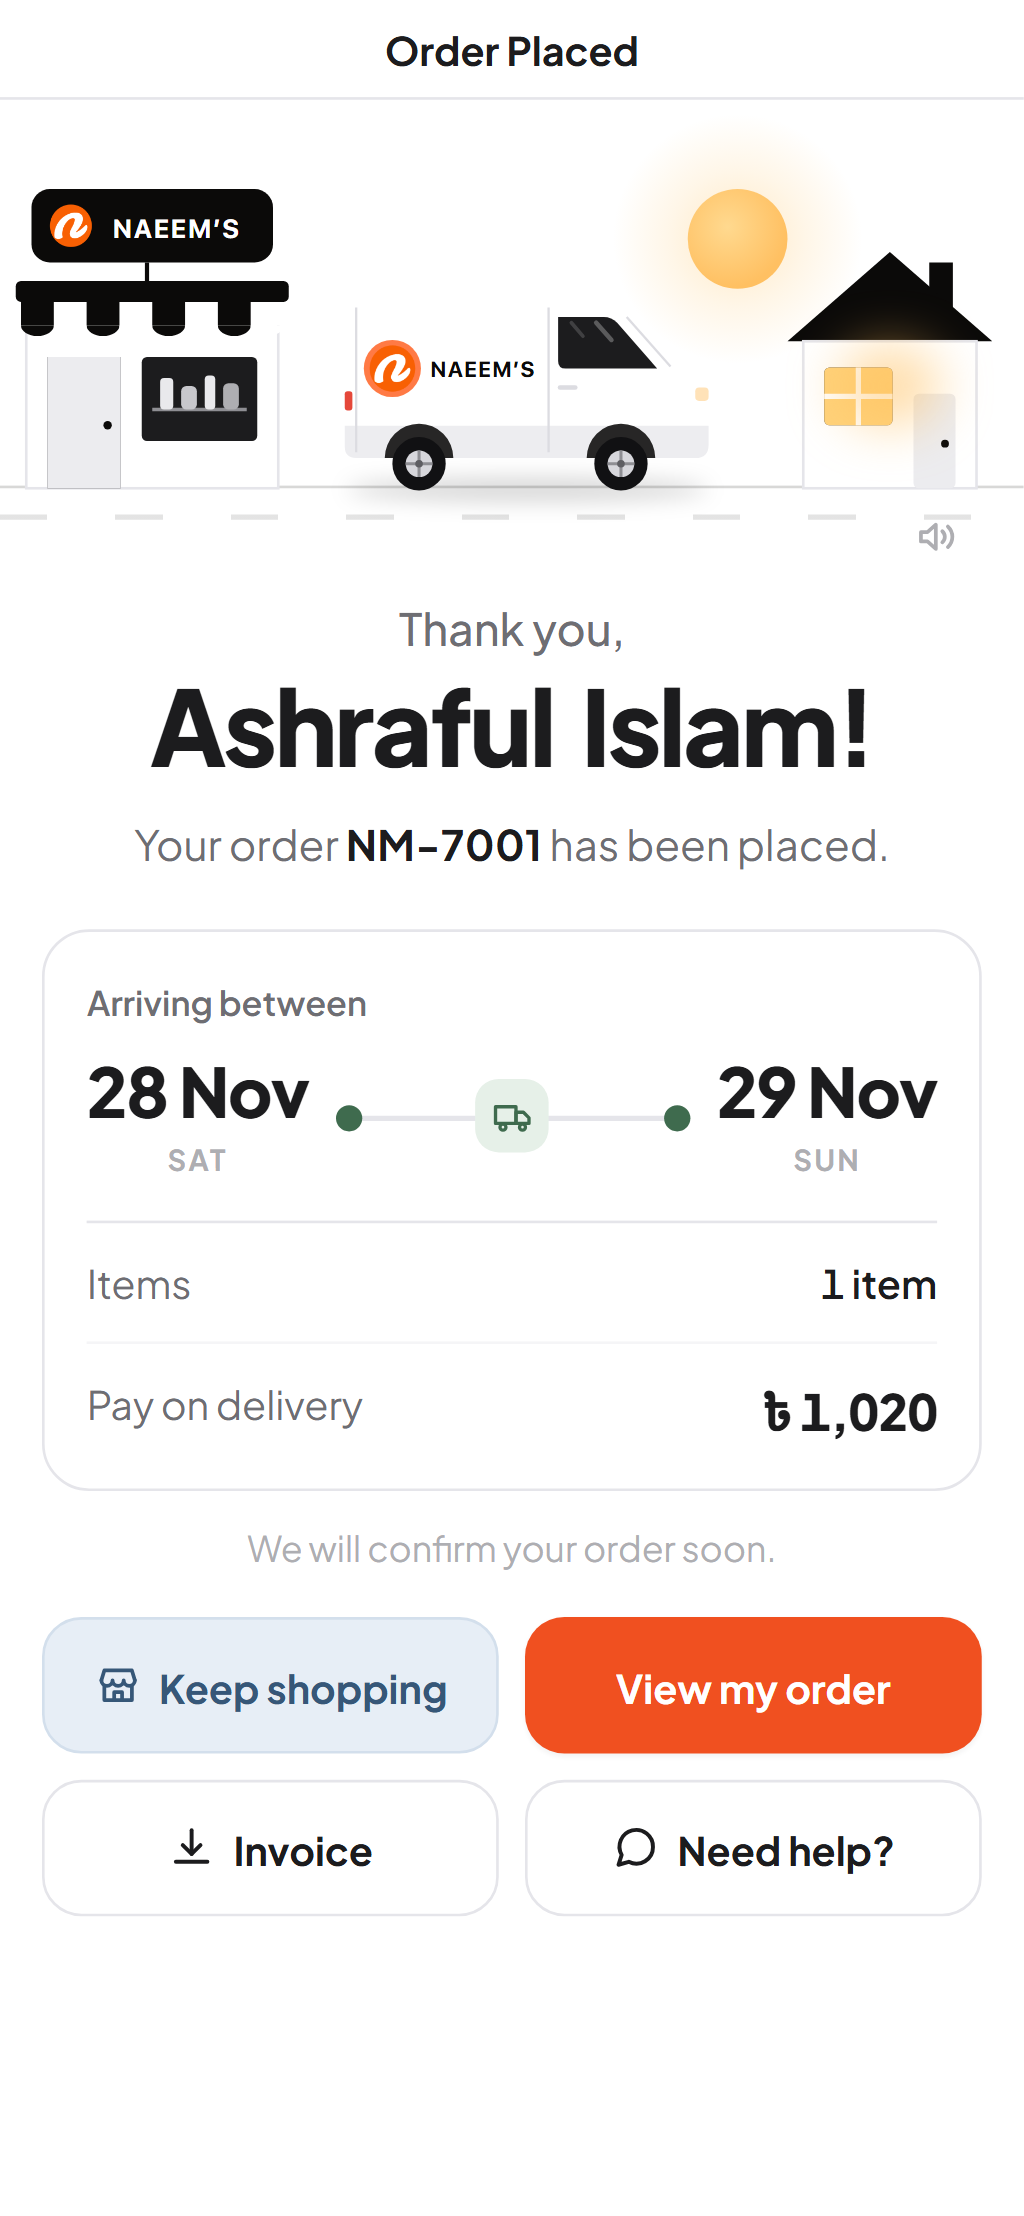 Order Placed
NAEEM'S
NAEEM'S
Thank you,
Ashraful Islam!
Your order NM-7001 has been placed.
Arriving between
28 Nov
29 Nov
SAT
SUN
Items
1 item
Pay on delivery
৳ 1,020
We will confirm your order soon.
Keep shopping
View my order
Invoice
Need help?